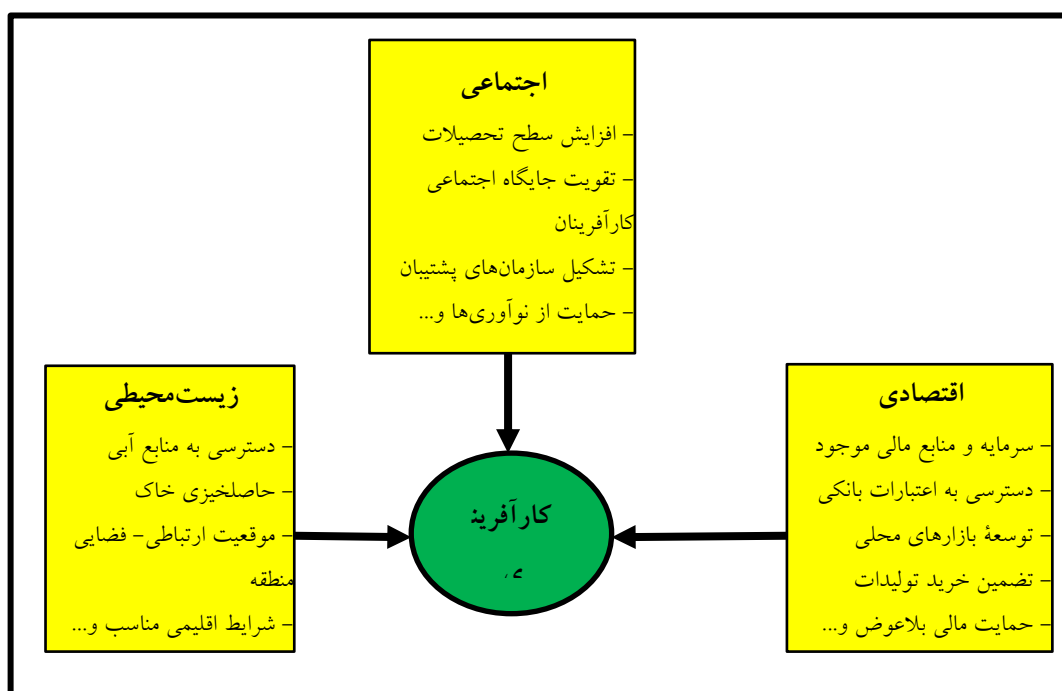 اجتماعی
- افزایش سطح تحصیلات
- تقویت جایگاه اجتماعی
کارآفرینان
- تشکیل سازمان‌های پشتیبان
- حمایت از نوآوری‌ها و...
اقتصادی
- سرمایه و منابع مالی موجود
- دسترسی به اعتبارات بانکی
- توسعهٔ بازارهای محلی
- تضمین خرید تولیدات
- حمایت مالی بلاعوض و...
کارآفرینـ
ی
زیست‌محیطی
- دسترسی به منابع آبی
- حاصلخیزی خاک
- موقعیت ارتباطی- فضایی
منطقه
- شرایط اقلیمی مناسب و...